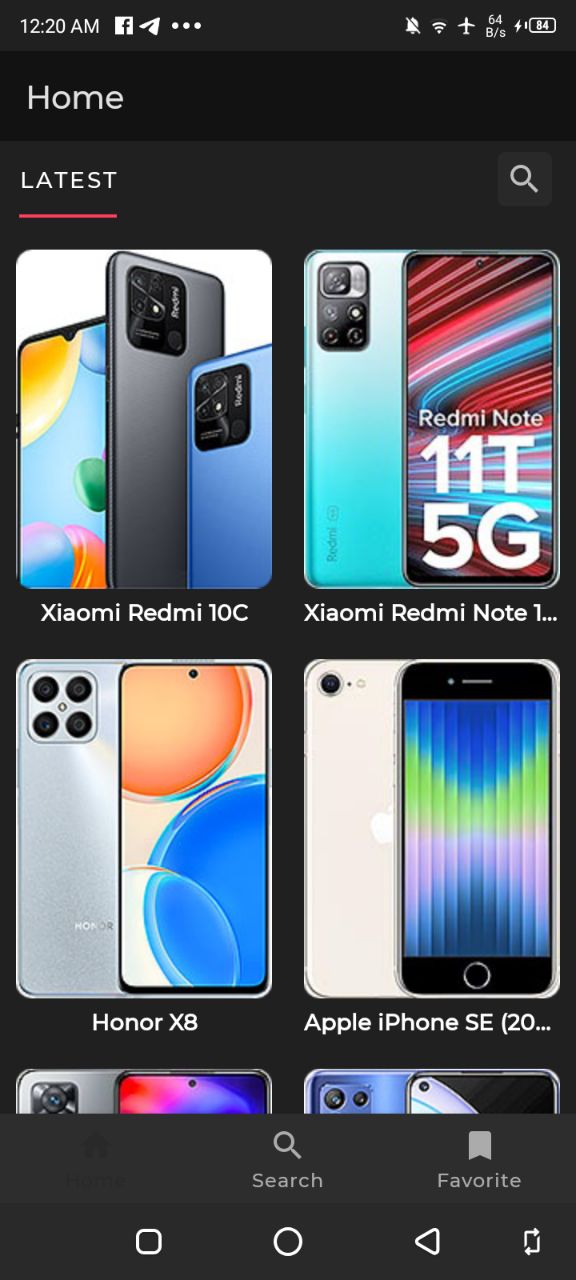 12:20 AM
64
B/s
84
Home
LATEST
Redmi
Redmi
Redmi Note
11T
5G
Redmi
Xiaomi Redmi 10C
Xiaomi Redmi Note 1...
HONOR
Honor X8
Apple iPhone SE (20...
Home
Search
Favorite